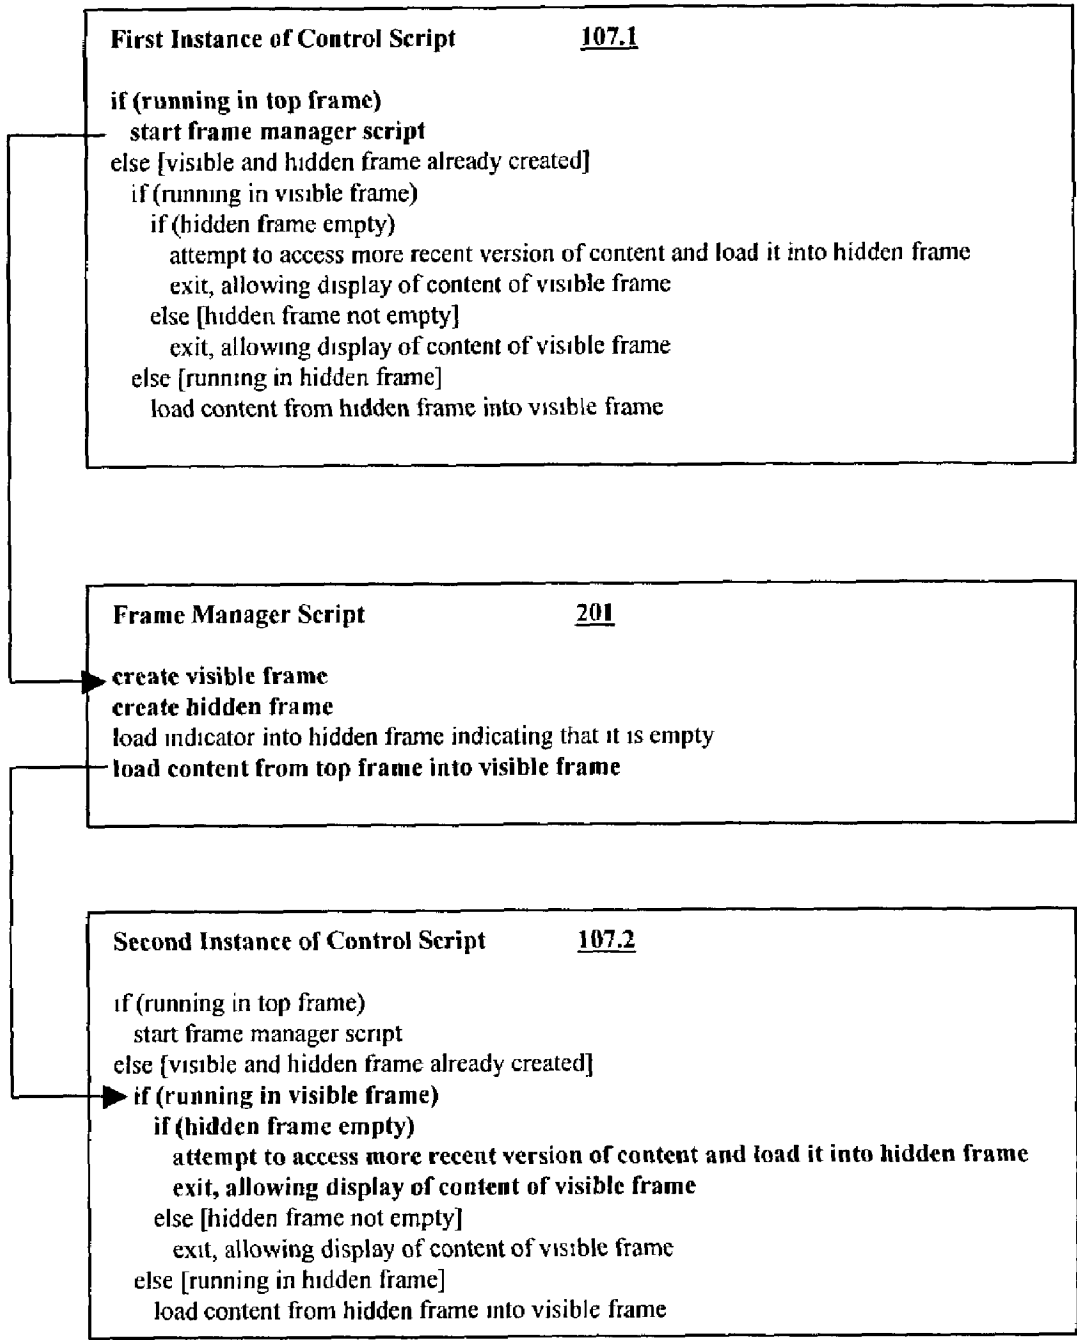 First Instance of Control Script 107.1
if (running in top frame)
start frame manager script
else [visible and hidden frame already created]
if (running in visible frame)
if (hidden frame empty)
attempt to access more recent version of content and load it into hidden frame
exit, allowing display of content of visible frame
else [hidden frame not empty]
exit, allowing display of content of visible frame
else [running in hidden frame]
load content from hidden frame into visible frame
Frame Manager Script 201
create visible frame
create hidden frame
load indicator into hidden frame indicating that it is empty
load content from top frame into visible frame
Second Instance of Control Script 107.2
if (running in top frame)
start frame manager script
else [visible and hidden frame already created]
if (running in visible frame)
if (hidden frame empty)
attempt to access more recent version of content and load it into hidden frame
exit, allowing display of content of visible frame
else [hidden frame not empty]
exit, allowing display of content of visible frame
else [running in hidden frame]
load content from hidden frame into visible frame